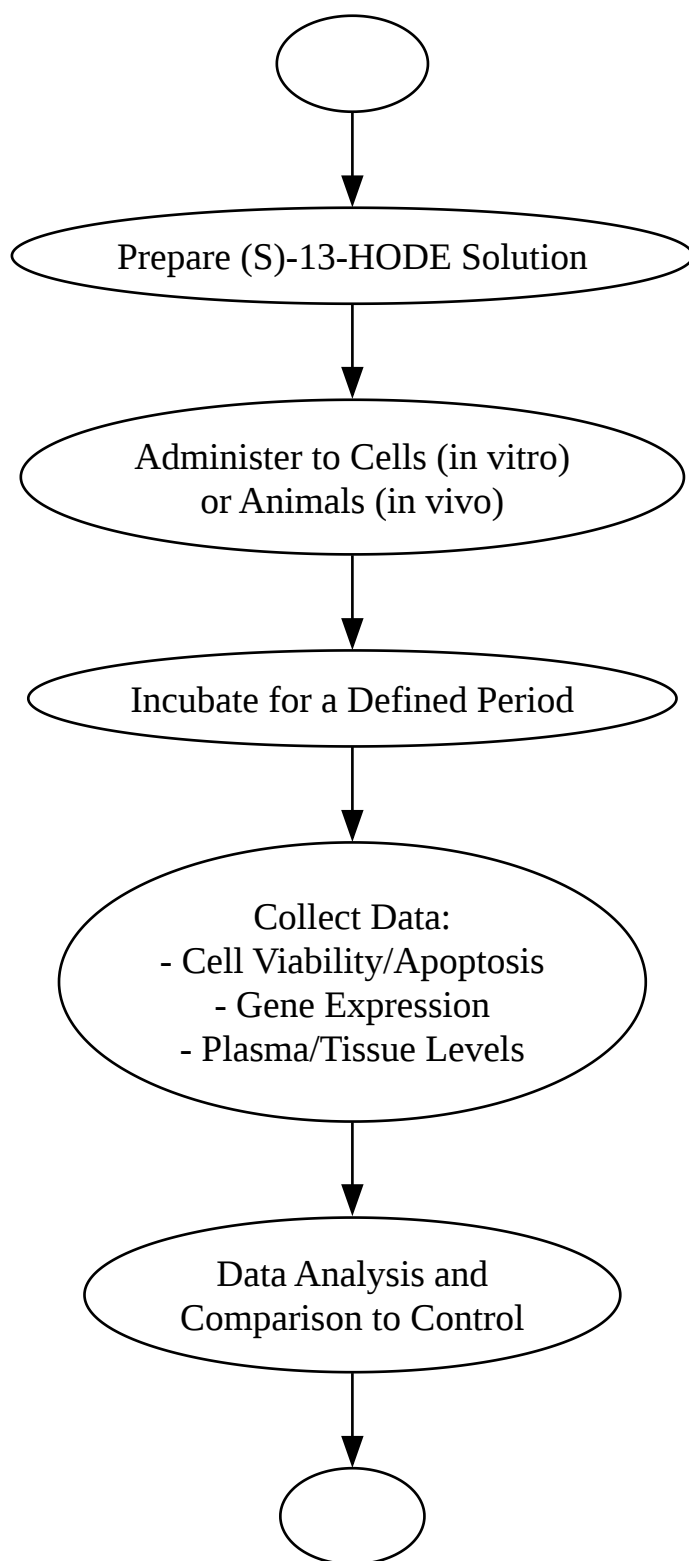 Prepare (S)-13-HODE Solution
Administer to Cells (in vitro)
or Animals (in vivo)
Incubate for a Defined Period
Collect Data:
- Cell Viability/Apoptosis
- Gene Expression
- Plasma/Tissue Levels
Data Analysis and
Comparison to Control